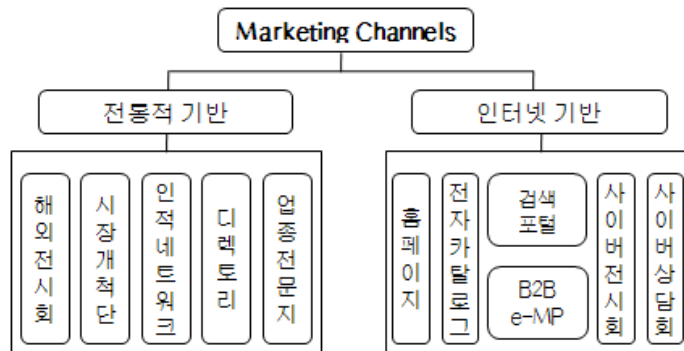 Marketing Channels
전통적 기반
인터넷 기반
해외전시회
시장개척단
인적네트워크
디렉토리
업종전문지
홈페이지
전자카탈로그
검색
포털
B2B
e-MP
사이버전시회
사이버상담회